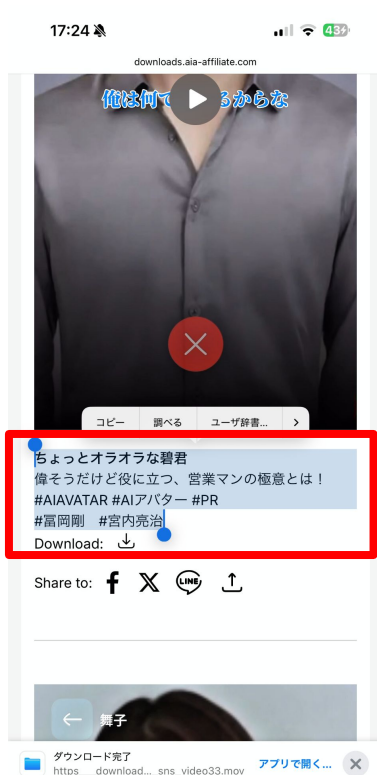 17:24
43
downloads.aia-affiliate.com
俺は何で
るからな
コピー 調べる ユーザ辞書... >
ちょっとオラオラな碧君
偉そうだけど役に立つ、営業マンの極意とは！
#AIAVATAR #AIアバター #PR
#冨岡剛　#宮内亮治
Download:
Share to: f X LINE
舞子
ダウンロード完了
https___download..._sns_video33.mov
アプリで開く...